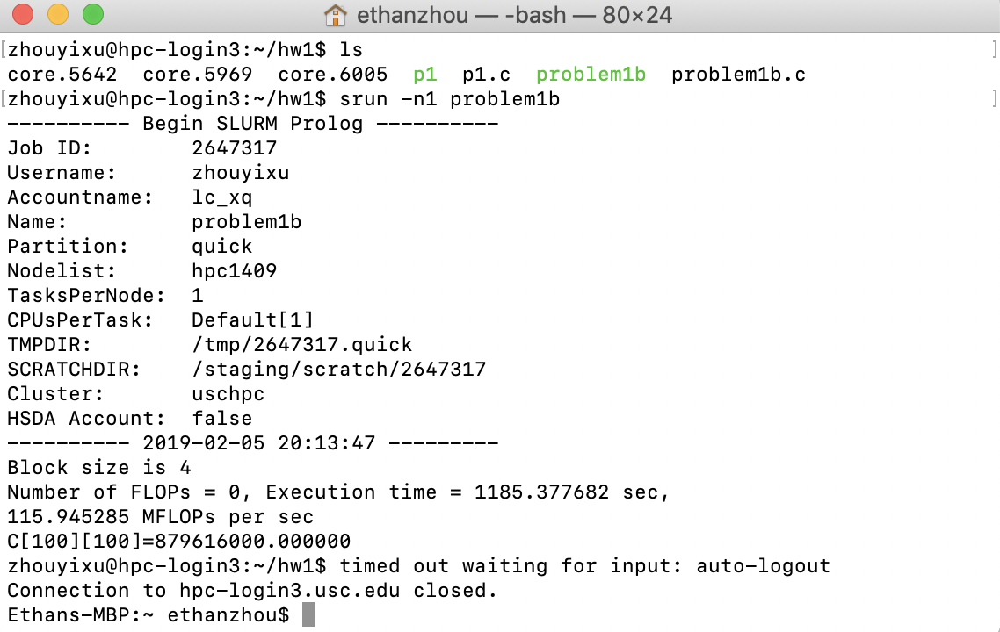 ethanzhou — -bash — 80×24
[zhouyixu@hpc-login3:~/hw1$ ls ]
core.5642  core.5969  core.6005  p1  p1.c  problem1b  problem1b.c
[zhouyixu@hpc-login3:~/hw1$ srun -n1 problem1b ]
---------- Begin SLURM Prolog ----------
Job ID:        2647317
Username:      zhouyixu
Accountname:   lc_xq
Name:          problem1b
Partition:     quick
Nodelist:      hpc1409
TasksPerNode:  1
CPUsPerTask:   Default[1]
TMPDIR:        /tmp/2647317.quick
SCRATCHDIR:    /staging/scratch/2647317
Cluster:       uschpc
HSDA Account:  false
---------- 2019-02-05 20:13:47 ---------
Block size is 4
Number of FLOPs = 0, Execution time = 1185.377682 sec,
115.945285 MFLOPs per sec
C[100][100]=879616000.000000
zhouyixu@hpc-login3:~/hw1$ timed out waiting for input: auto-logout
Connection to hpc-login3.usc.edu closed.
Ethans-MBP:~ ethanzhou$